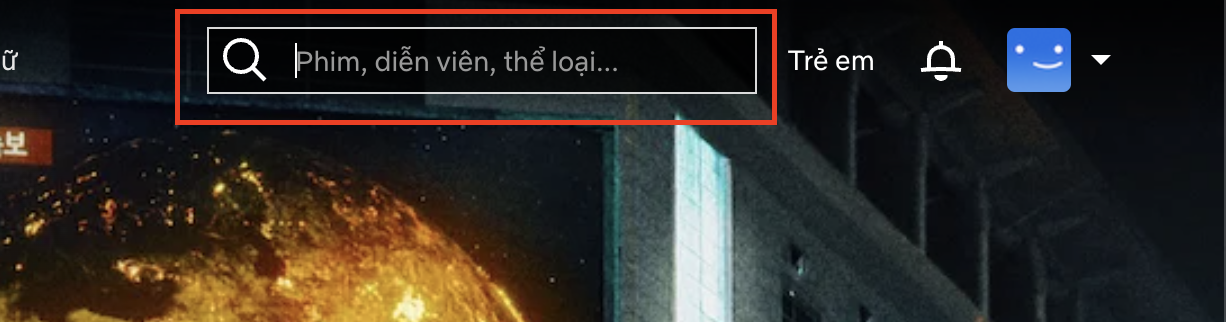 Phim, diễn viên, thể loại...
Trẻ em